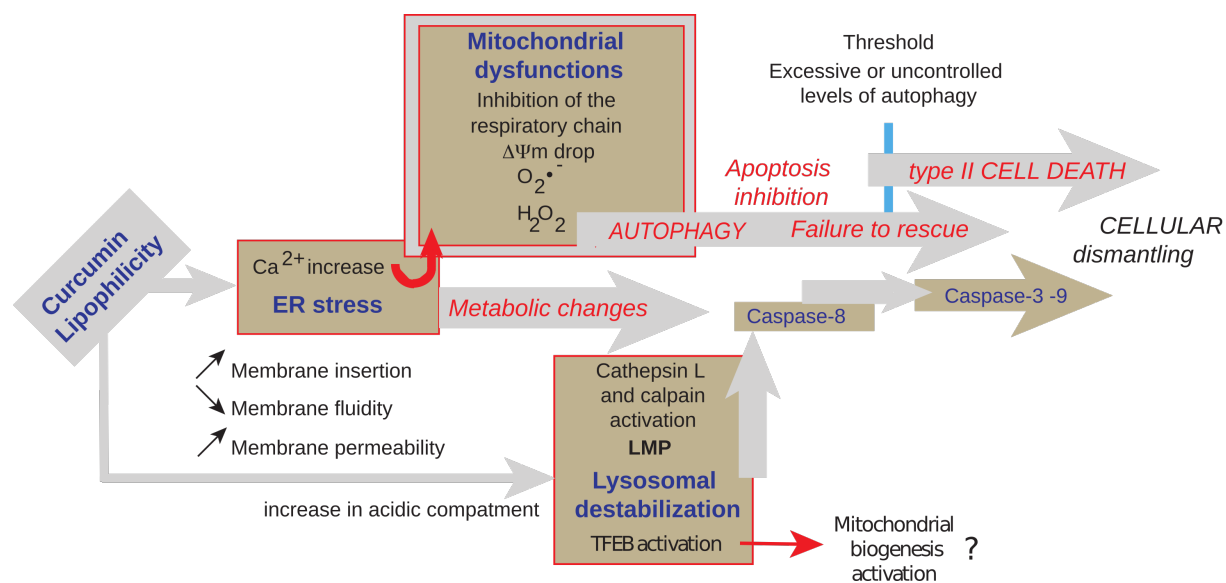 Mitochondrial
dysfunctions
Inhibition of the
respiratory chain
ΔΨm drop
O2•-
H2O2
Threshold
Excessive or uncontrolled
levels of autophagy
Apoptosis
inhibition
type II CELL DEATH
AUTOPHAGY
Failure to rescue
CELLULAR
dismantling
Curcumin
Lipophilicity
Ca2+ increase
ER stress
Metabolic changes
Caspase-8
Caspase-3 -9
Membrane insertion
Membrane fluidity
Membrane permeability
increase in acidic compatment
Cathepsin L
and calpain
activation
LMP
Lysosomal
destabilization
TFEB activation
Mitochondrial
biogenesis ?
activation